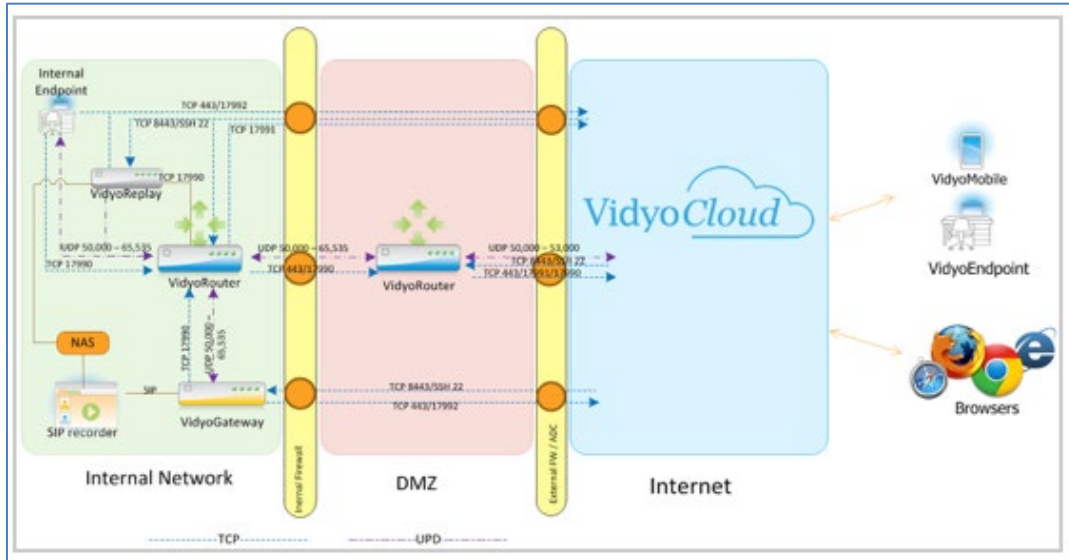 Internal
Endpoint
TCP 443/17992
TCP 8443/SSH 22
TCP 17991
TCP 17990
VidyoReplay
UDP 50,000 – 65,535
TCP 17990
VidyoRouter
UDP 50,000 – 65,535
TCP 443/17990
VidyoRouter
UDP 50,000 – 53,000
TCP 8443/SSH 22
TCP 443/17991/17990
VidyoCloud
VidyoMobile
VidyoEndpoint
Browsers
TCP 17990
UDP 50,000 –
65,535
NAS
SIP
SIP recorder
VidyoGateway
TCP 8443/SSH 22
TCP 443/17992
Inernal Firewall
External FW / ADC
Internal Network
DMZ
Internet
TCP
UPD